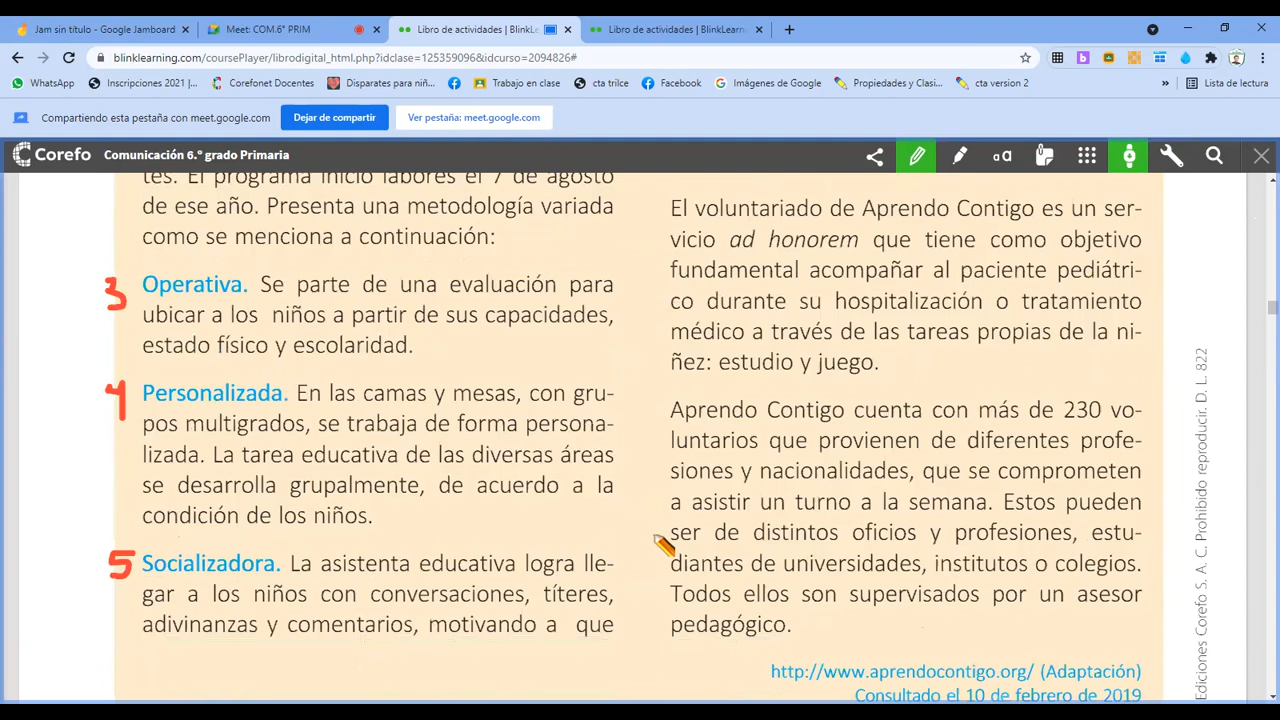 Jam sin título - Google Jamboard
Meet: COM.6° PRIM
Libro de actividades | BlinkL
Libro de actividades | BlinkLearn
blinklearning.com/coursePlayer/librodigital_html.php?idclase=125359096&idcurso=2094826#
WhatsApp
Inscripciones 2021 |...
Corefonet Docentes
Disparates para niñ...
Trabajo en clase
cta trilce
Facebook
Imágenes de Google
Propiedades y Clasi...
cta version 2
Lista de lectura
Compartiendo esta pestaña con meet.google.com
Dejar de compartir
Ver pestaña: meet.google.com
Corefo
Comunicación 6.º grado Primaria
aA
tes. El programa inició labores el 7 de agosto
de ese año. Presenta una metodología variada
como se menciona a continuación:
3 Operativa. Se parte de una evaluación para
ubicar a los niños a partir de sus capacidades,
estado físico y escolaridad.
4 Personalizada. En las camas y mesas, con gru-
pos multigrados, se trabaja de forma persona-
lizada. La tarea educativa de las diversas áreas
se desarrolla grupalmente, de acuerdo a la
condición de los niños.
5 Socializadora. La asistenta educativa logra lle-
gar a los niños con conversaciones, títeres,
adivinanzas y comentarios, motivando a que
El voluntariado de Aprendo Contigo es un ser-
vicio ad honorem que tiene como objetivo
fundamental acompañar al paciente pediátri-
co durante su hospitalización o tratamiento
médico a través de las tareas propias de la ni-
ñez: estudio y juego.
Aprendo Contigo cuenta con más de 230 vo-
luntarios que provienen de diferentes profe-
siones y nacionalidades, que se comprometen
a asistir un turno a la semana. Estos pueden
ser de distintos oficios y profesiones, estu-
diantes de universidades, institutos o colegios.
Todos ellos son supervisados por un asesor
pedagógico.
http://www.aprendocontigo.org/ (Adaptación)
Consultado el 10 de febrero de 2019
Ediciones Corefo S. A. C. Prohibido reproducir. D. L. 822